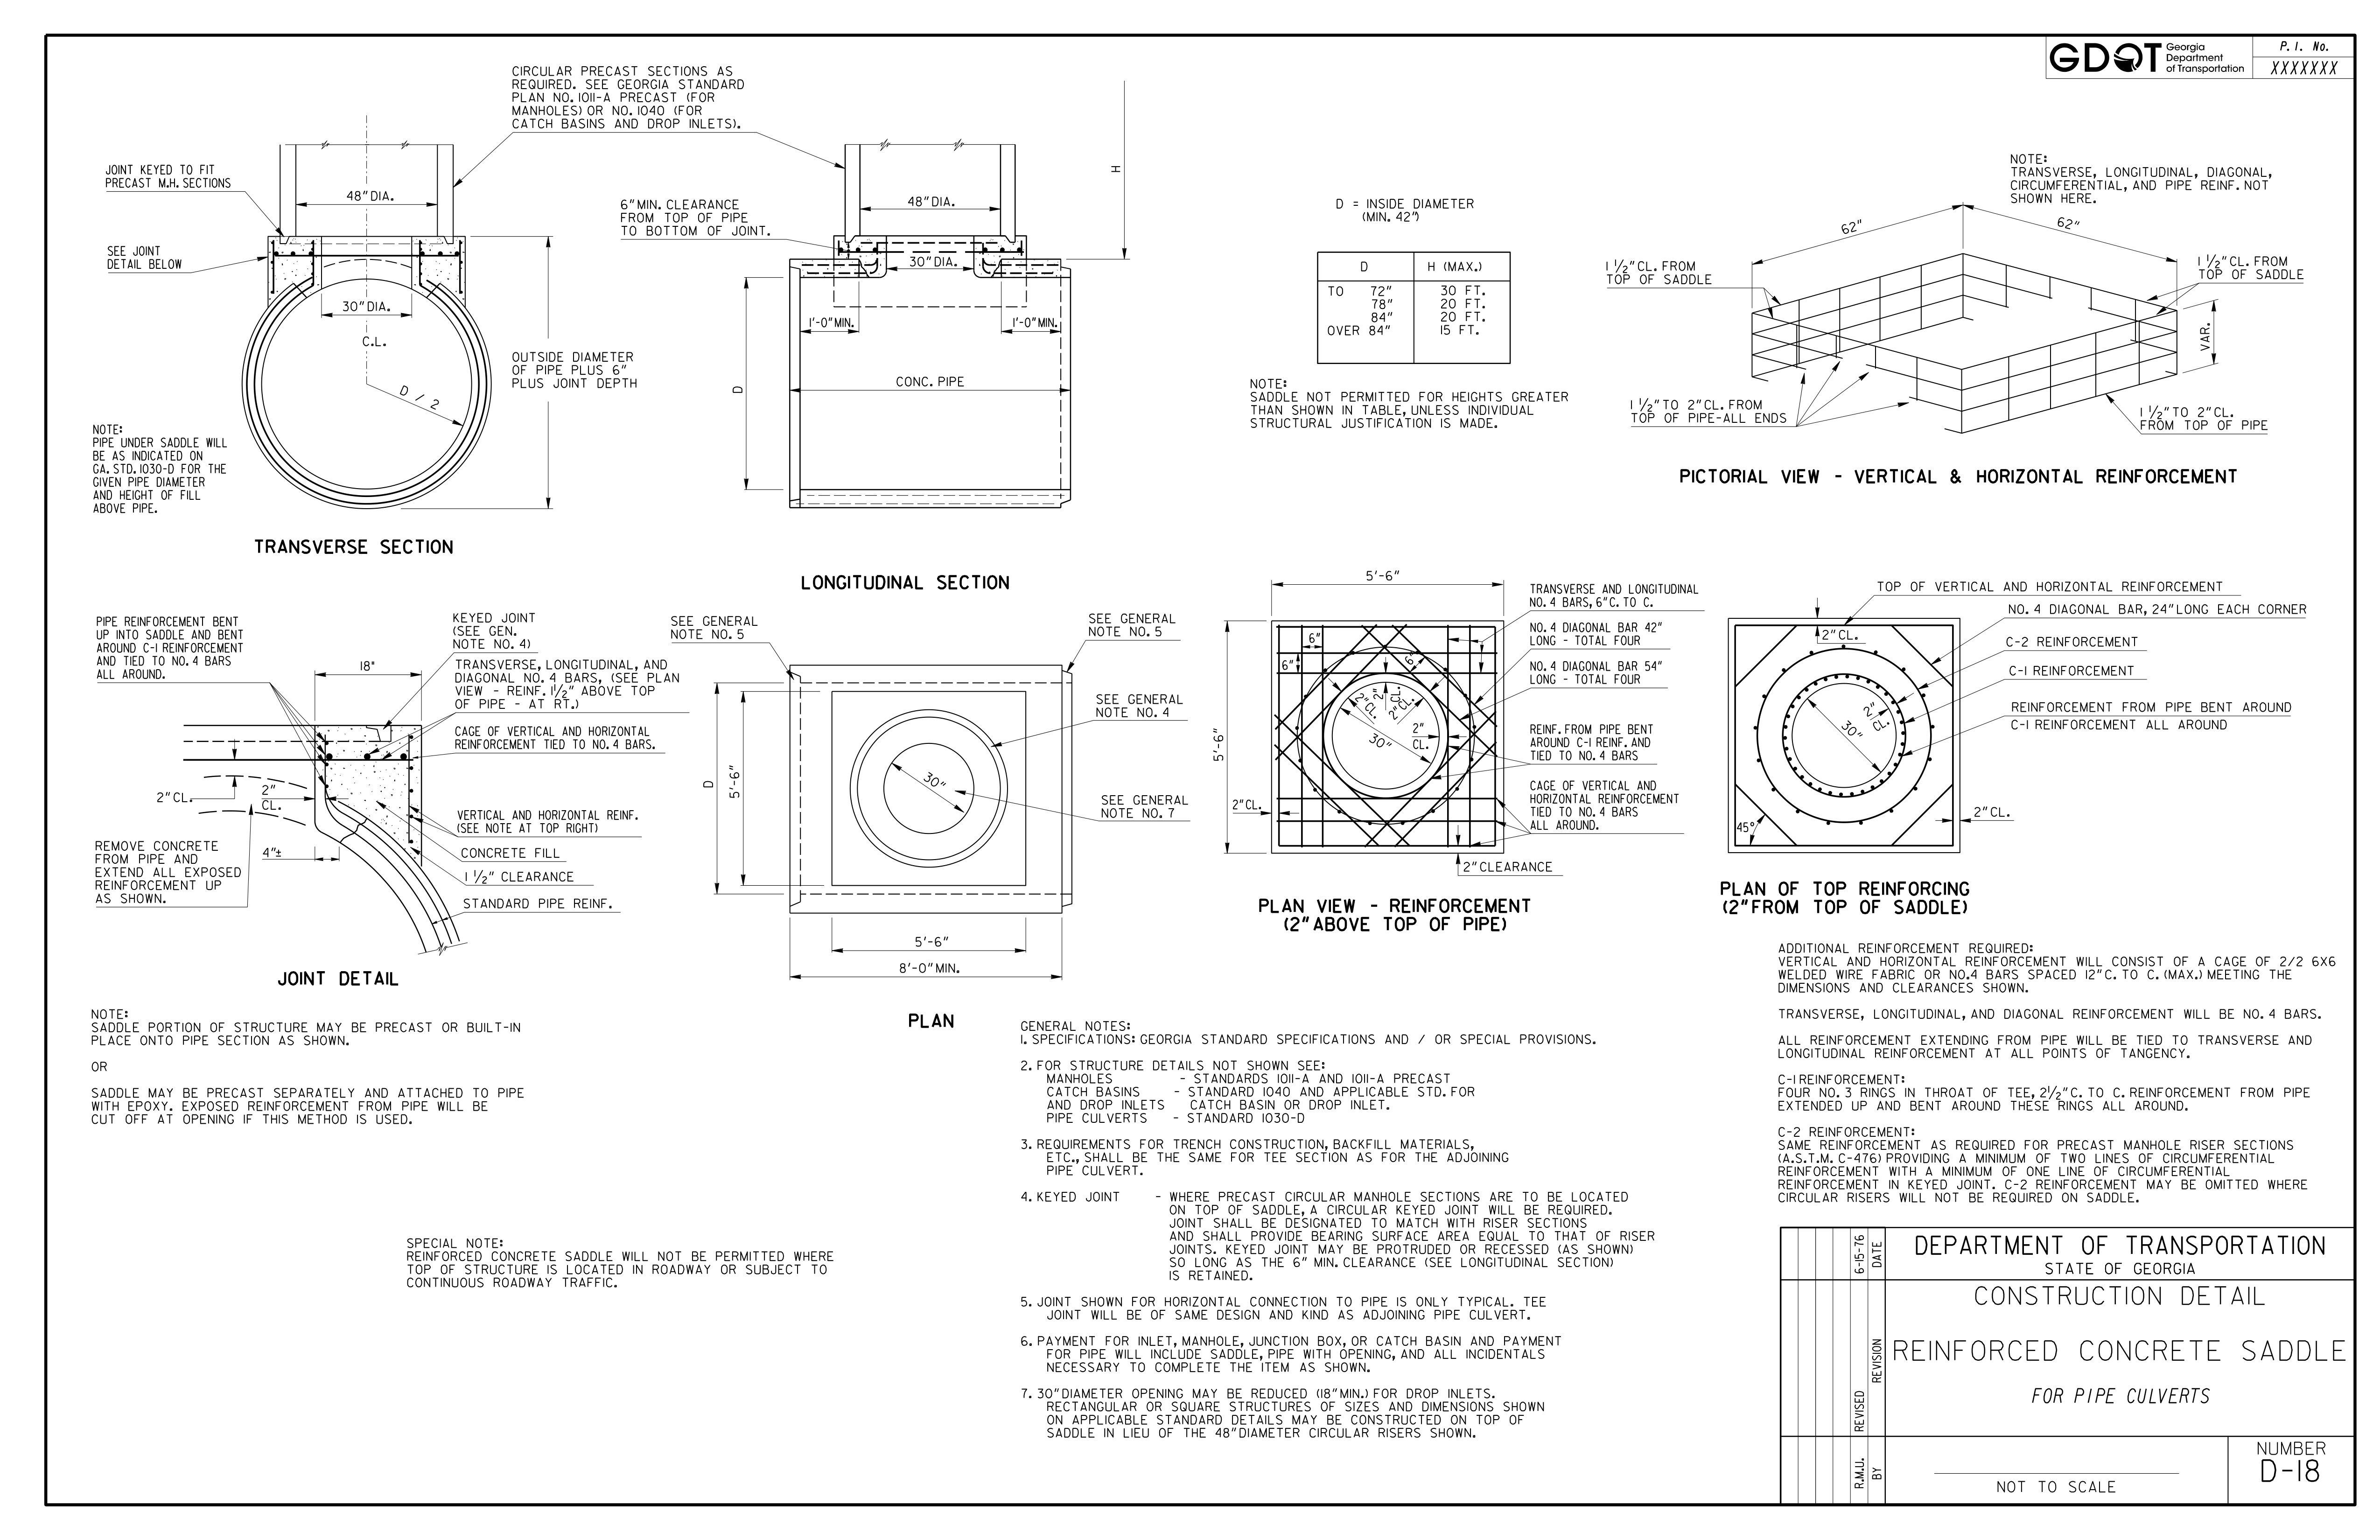 GDOT
Georgia
Department
of Transportation
P. I. No.
XXXXXXX
CIRCULAR PRECAST SECTIONS AS
REQUIRED. SEE GEORGIA STANDARD
PLAN NO. 1011-A PRECAST (FOR
MANHOLES) OR NO. 1040 (FOR
CATCH BASINS AND DROP INLETS).
JOINT KEYED TO FIT
PRECAST M.H. SECTIONS
48" DIA.
SEE JOINT
DETAIL BELOW
30" DIA.
C.L.
D / 2
OUTSIDE DIAMETER
OF PIPE PLUS 6"
PLUS JOINT DEPTH
NOTE:
PIPE UNDER SADDLE WILL
BE AS INDICATED ON
GA. STD. 1030-D FOR THE
GIVEN PIPE DIAMETER
AND HEIGHT OF FILL
ABOVE PIPE.
TRANSVERSE SECTION
6" MIN. CLEARANCE
FROM TOP OF PIPE
TO BOTTOM OF JOINT.
48" DIA.
H
30" DIA.
1'-0" MIN.
1'-0" MIN.
D
CONC. PIPE
LONGITUDINAL SECTION
D = INSIDE DIAMETER
(MIN. 42")
D H (MAX.)
TO 72" 30 FT.
78" 20 FT.
84" 20 FT.
OVER 84" 15 FT.
NOTE:
SADDLE NOT PERMITTED FOR HEIGHTS GREATER
THAN SHOWN IN TABLE, UNLESS INDIVIDUAL
STRUCTURAL JUSTIFICATION IS MADE.
NOTE:
TRANSVERSE, LONGITUDINAL, DIAGONAL,
CIRCUMFERENTIAL, AND PIPE REINF. NOT
SHOWN HERE.
62"
62"
1 1/2" CL. FROM
TOP OF SADDLE
1 1/2" CL. FROM
TOP OF SADDLE
VAR.
1 1/2" TO 2" CL. FROM
TOP OF PIPE-ALL ENDS
1 1/2" TO 2" CL.
FROM TOP OF PIPE
PICTORIAL VIEW - VERTICAL & HORIZONTAL REINFORCEMENT
PIPE REINFORCEMENT BENT
UP INTO SADDLE AND BENT
AROUND C-1 REINFORCEMENT
AND TIED TO NO. 4 BARS
ALL AROUND.
18"
KEYED JOINT
(SEE GEN.
NOTE NO. 4)
TRANSVERSE, LONGITUDINAL, AND
DIAGONAL NO. 4 BARS, (SEE PLAN
VIEW - REINF. 1 1/2" ABOVE TOP
OF PIPE - AT RT.)
CAGE OF VERTICAL AND HORIZONTAL
REINFORCEMENT TIED TO NO. 4 BARS.
2" CL.
2"
CL.
VERTICAL AND HORIZONTAL REINF.
(SEE NOTE AT TOP RIGHT)
4"±
CONCRETE FILL
1 1/2" CLEARANCE
STANDARD PIPE REINF.
REMOVE CONCRETE
FROM PIPE AND
EXTEND ALL EXPOSED
REINFORCEMENT UP
AS SHOWN.
JOINT DETAIL
NOTE:
SADDLE PORTION OF STRUCTURE MAY BE PRECAST OR BUILT-IN
PLACE ONTO PIPE SECTION AS SHOWN.
OR
SADDLE MAY BE PRECAST SEPARATELY AND ATTACHED TO PIPE
WITH EPOXY. EXPOSED REINFORCEMENT FROM PIPE WILL BE
CUT OFF AT OPENING IF THIS METHOD IS USED.
SPECIAL NOTE:
REINFORCED CONCRETE SADDLE WILL NOT BE PERMITTED WHERE
TOP OF STRUCTURE IS LOCATED IN ROADWAY OR SUBJECT TO
CONTINUOUS ROADWAY TRAFFIC.
SEE GENERAL
NOTE NO. 5
SEE GENERAL
NOTE NO. 5
SEE GENERAL
NOTE NO. 4
SEE GENERAL
NOTE NO. 7
D
5'-6"
30"
5'-6"
8'-0" MIN.
PLAN
5'-6"
5'-6"
6"
6"
6"
2" CL.
2"
CL.
2" CL.
2"
CL.
30"
2" CL.
2" CLEARANCE
TRANSVERSE AND LONGITUDINAL
NO. 4 BARS, 6" C. TO C.
NO. 4 DIAGONAL BAR 42"
LONG - TOTAL FOUR
NO. 4 DIAGONAL BAR 54"
LONG - TOTAL FOUR
REINF. FROM PIPE BENT
AROUND C-1 REINF. AND
TIED TO NO. 4 BARS
CAGE OF VERTICAL AND
HORIZONTAL REINFORCEMENT
TIED TO NO. 4 BARS
ALL AROUND.
PLAN VIEW - REINFORCEMENT
(2" ABOVE TOP OF PIPE)
TOP OF VERTICAL AND HORIZONTAL REINFORCEMENT
NO. 4 DIAGONAL BAR, 24" LONG EACH CORNER
2" CL.
C-2 REINFORCEMENT
C-1 REINFORCEMENT
REINFORCEMENT FROM PIPE BENT AROUND
C-1 REINFORCEMENT ALL AROUND
2"
CL.
30"
45°
2" CL.
PLAN OF TOP REINFORCING
(2" FROM TOP OF SADDLE)
GENERAL NOTES:
1. SPECIFICATIONS: GEORGIA STANDARD SPECIFICATIONS AND / OR SPECIAL PROVISIONS.
2. FOR STRUCTURE DETAILS NOT SHOWN SEE:
MANHOLES - STANDARDS 1011-A AND 1011-A PRECAST
CATCH BASINS - STANDARD 1040 AND APPLICABLE STD. FOR
AND DROP INLETS CATCH BASIN OR DROP INLET.
PIPE CULVERTS - STANDARD 1030-D
3. REQUIREMENTS FOR TRENCH CONSTRUCTION, BACKFILL MATERIALS,
ETC., SHALL BE THE SAME FOR TEE SECTION AS FOR THE ADJOINING
PIPE CULVERT.
4. KEYED JOINT - WHERE PRECAST CIRCULAR MANHOLE SECTIONS ARE TO BE LOCATED
ON TOP OF SADDLE, A CIRCULAR KEYED JOINT WILL BE REQUIRED.
JOINT SHALL BE DESIGNATED TO MATCH WITH RISER SECTIONS
AND SHALL PROVIDE BEARING SURFACE AREA EQUAL TO THAT OF RISER
JOINTS. KEYED JOINT MAY BE PROTRUDED OR RECESSED (AS SHOWN)
SO LONG AS THE 6" MIN. CLEARANCE (SEE LONGITUDINAL SECTION)
IS RETAINED.
5. JOINT SHOWN FOR HORIZONTAL CONNECTION TO PIPE IS ONLY TYPICAL. TEE
JOINT WILL BE OF SAME DESIGN AND KIND AS ADJOINING PIPE CULVERT.
6. PAYMENT FOR INLET, MANHOLE, JUNCTION BOX, OR CATCH BASIN AND PAYMENT
FOR PIPE WILL INCLUDE SADDLE, PIPE WITH OPENING, AND ALL INCIDENTALS
NECESSARY TO COMPLETE THE ITEM AS SHOWN.
7. 30" DIAMETER OPENING MAY BE REDUCED (18" MIN.) FOR DROP INLETS.
RECTANGULAR OR SQUARE STRUCTURES OF SIZES AND DIMENSIONS SHOWN
ON APPLICABLE STANDARD DETAILS MAY BE CONSTRUCTED ON TOP OF
SADDLE IN LIEU OF THE 48" DIAMETER CIRCULAR RISERS SHOWN.
ADDITIONAL REINFORCEMENT REQUIRED:
VERTICAL AND HORIZONTAL REINFORCEMENT WILL CONSIST OF A CAGE OF 2/2 6X6
WELDED WIRE FABRIC OR NO.4 BARS SPACED 12" C. TO C. (MAX.) MEETING THE
DIMENSIONS AND CLEARANCES SHOWN.
TRANSVERSE, LONGITUDINAL, AND DIAGONAL REINFORCEMENT WILL BE NO. 4 BARS.
ALL REINFORCEMENT EXTENDING FROM PIPE WILL BE TIED TO TRANSVERSE AND
LONGITUDINAL REINFORCEMENT AT ALL POINTS OF TANGENCY.
C-1 REINFORCEMENT:
FOUR NO. 3 RINGS IN THROAT OF TEE, 2 1/2" C. TO C. REINFORCEMENT FROM PIPE
EXTENDED UP AND BENT AROUND THESE RINGS ALL AROUND.
C-2 REINFORCEMENT:
SAME REINFORCEMENT AS REQUIRED FOR PRECAST MANHOLE RISER SECTIONS
(A.S.T.M. C-476) PROVIDING A MINIMUM OF TWO LINES OF CIRCUMFERENTIAL
REINFORCEMENT WITH A MINIMUM OF ONE LINE OF CIRCUMFERENTIAL
REINFORCEMENT IN KEYED JOINT. C-2 REINFORCEMENT MAY BE OMITTED WHERE
CIRCULAR RISERS WILL NOT BE REQUIRED ON SADDLE.
6-15-76
DATE
REVISED
REVISION
R.M.U.
BY
DEPARTMENT OF TRANSPORTATION
STATE OF GEORGIA
CONSTRUCTION DETAIL
REINFORCED CONCRETE SADDLE
FOR PIPE CULVERTS
NOT TO SCALE
NUMBER
D-18